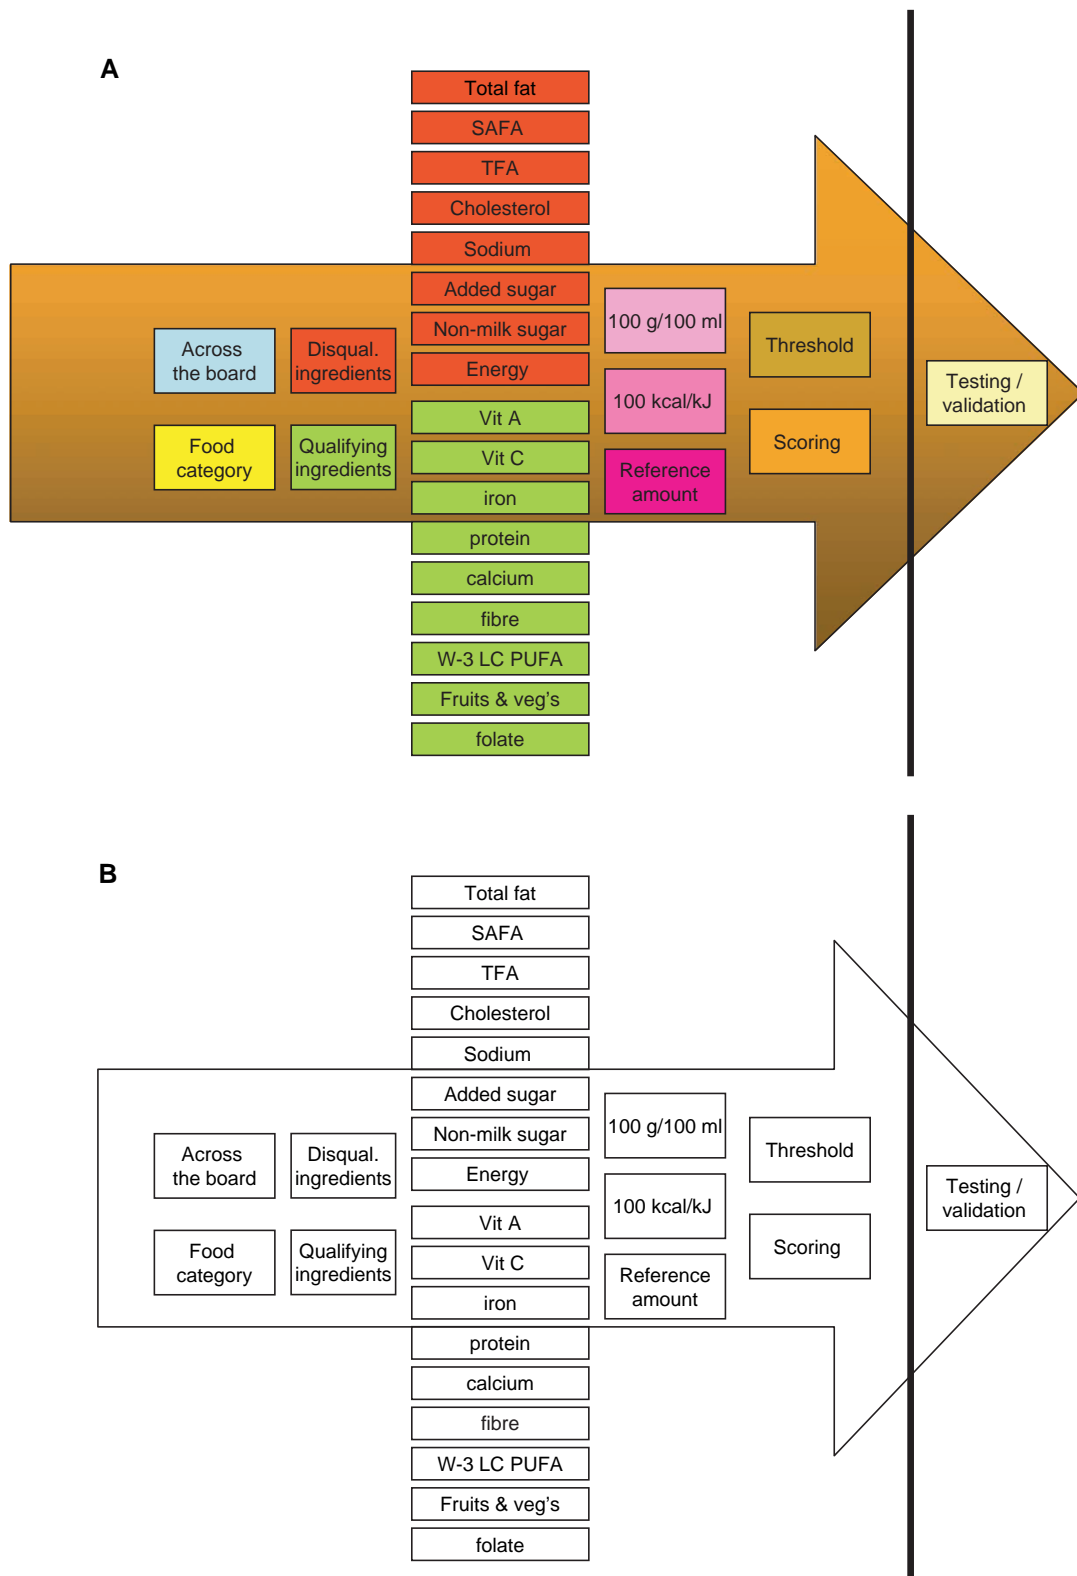 A
Total fat
SAFA
TFA
Cholesterol
Sodium
Added sugar
Non-milk sugar
Energy
Vit A
Vit C
iron
protein
calcium
fibre
W-3 LC PUFA
Fruits & veg's
folate
Across
the board
Disqual.
ingredients
Food
category
Qualifying
ingredients
100 g/100 ml
100 kcal/kJ
Reference
amount
Threshold
Scoring
Testing /
validation
B
Total fat
SAFA
TFA
Cholesterol
Sodium
Added sugar
Non-milk sugar
Energy
Vit A
Vit C
iron
protein
calcium
fibre
W-3 LC PUFA
Fruits & veg's
folate
Across
the board
Disqual.
ingredients
Food
category
Qualifying
ingredients
100 g/100 ml
100 kcal/kJ
Reference
amount
Threshold
Scoring
Testing /
validation